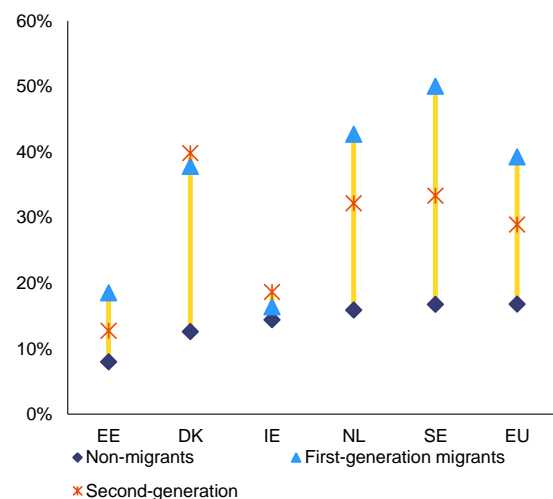 60%
50%
40%
30%
20%
10%
0%
EE DK IE NL SE EU
Non-migrants First-generation migrants
Second-generation